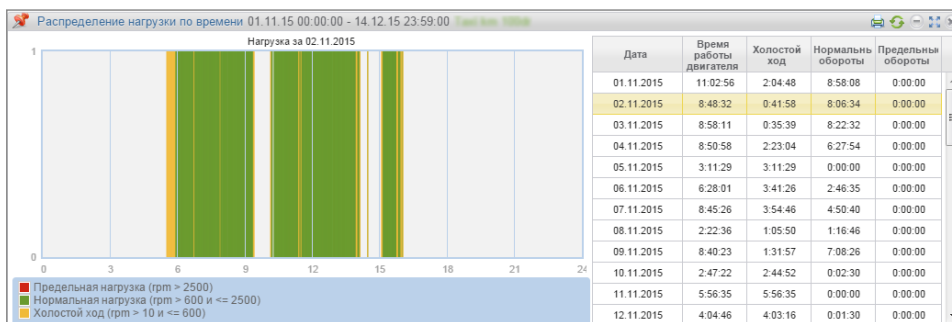 Распределение нагрузки по времени 01.11.15 00:00:00 - 14.12.15 23:59:00
Нагрузка за 02.11.2015
1
0
0 3 6 9 12 15 18 21 24
Предельная нагрузка (rpm > 2500)
Нормальная нагрузка (rpm > 600 и <= 2500)
Холостой ход (rpm > 10 и <= 600)
Дата Время работы двигателя Холостой ход Нормальнь обороты Предельные обороты
01.11.2015 11:02:56 2:04:48 8:58:08 0:00:00
02.11.2015 8:48:32 0:41:58 8:06:34 0:00:00
03.11.2015 8:58:11 0:35:39 8:22:32 0:00:00
04.11.2015 8:50:58 2:23:04 6:27:54 0:00:00
05.11.2015 3:11:29 3:11:29 0:00:00 0:00:00
06.11.2015 6:28:01 3:41:26 2:46:35 0:00:00
07.11.2015 8:45:26 3:54:46 4:50:40 0:00:00
08.11.2015 2:22:36 1:05:50 1:16:46 0:00:00
09.11.2015 8:40:23 1:31:57 7:08:26 0:00:00
10.11.2015 2:47:22 2:44:52 0:02:30 0:00:00
11.11.2015 5:56:35 5:56:35 0:00:00 0:00:00
12.11.2015 4:04:46 4:03:16 0:01:30 0:00:00